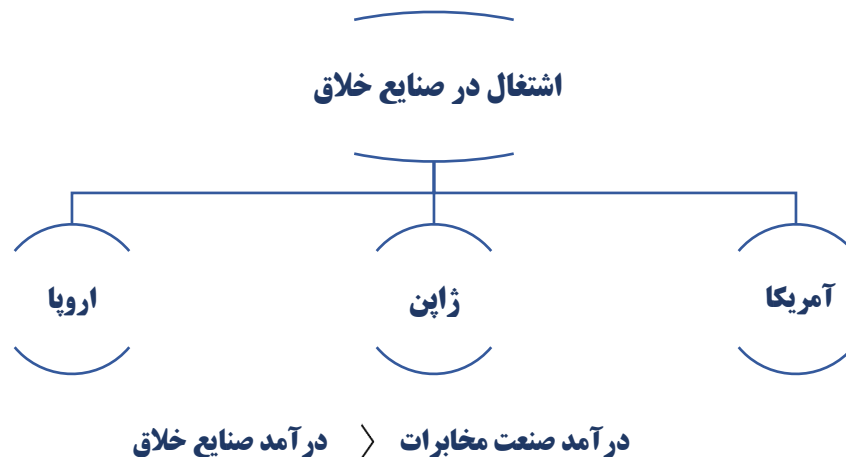 اشتغال در صنایع خلاق
آمریکا
ژاپن
اروپا
درآمد صنعت مخابرات 〈 درآمد صنایع خلاق